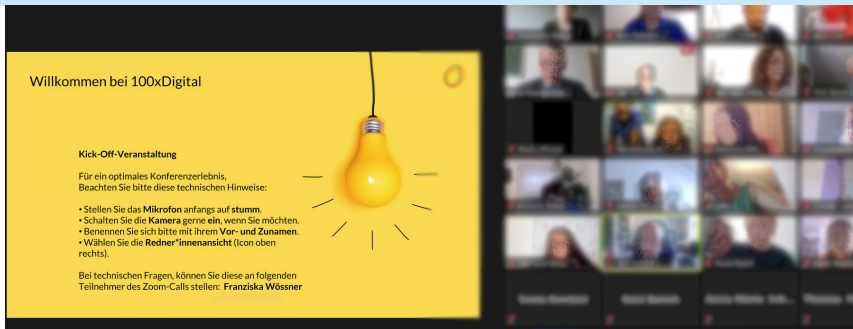 Willkommen bei 100xDigital
Kick-Off-Veranstaltung
Für ein optimales Konferenzerlebnis,
Beachten Sie bitte diese technischen Hinweise:
• Stellen Sie das Mikrofon anfangs auf stumm.
• Schalten Sie die Kamera gerne ein, wenn Sie möchten.
• Benennen Sie sich bitte mit ihrem Vor- und Zunamen.
• Wählen Sie die Redner*innenansicht (Icon oben
rechts).
Bei technischen Fragen, können Sie diese an folgenden
Teilnehmer des Zoom-Calls stellen: Franziska Wössner